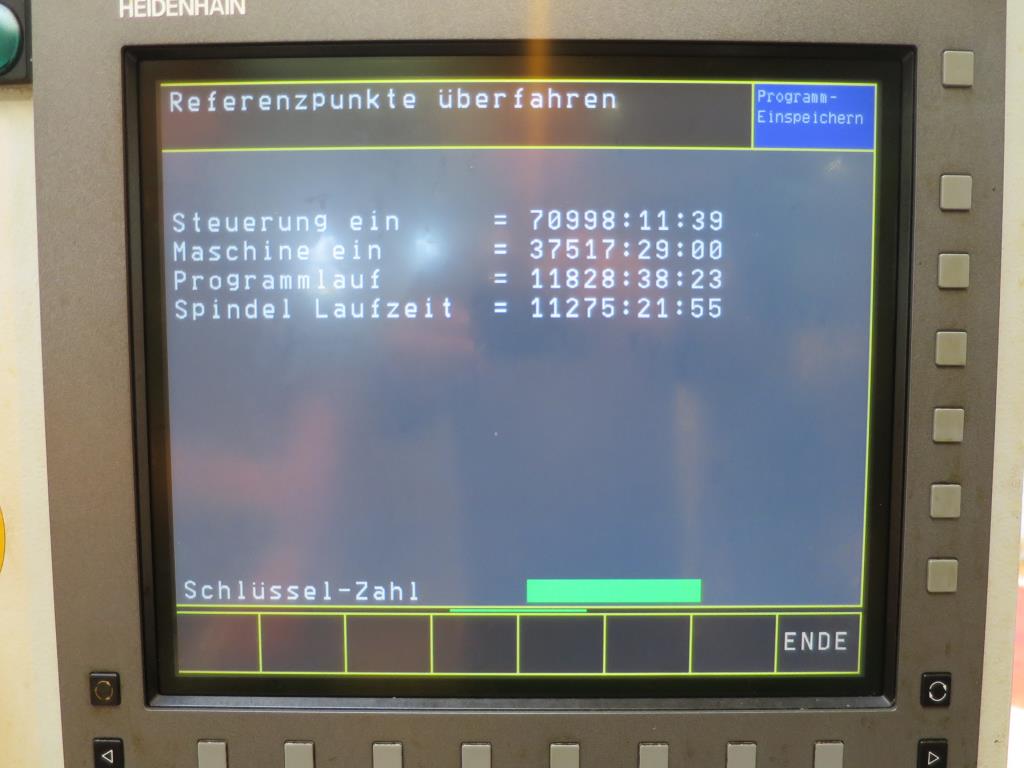 HEIDENHAIN
Referenzpunkte überfahren
Programm-
Einspeichern
Steuerung ein = 70998:11:39
Maschine ein = 37517:29:00
Programmlauf = 11828:38:23
Spindel Laufzeit = 11275:21:55
Schlüssel-Zahl
ENDE